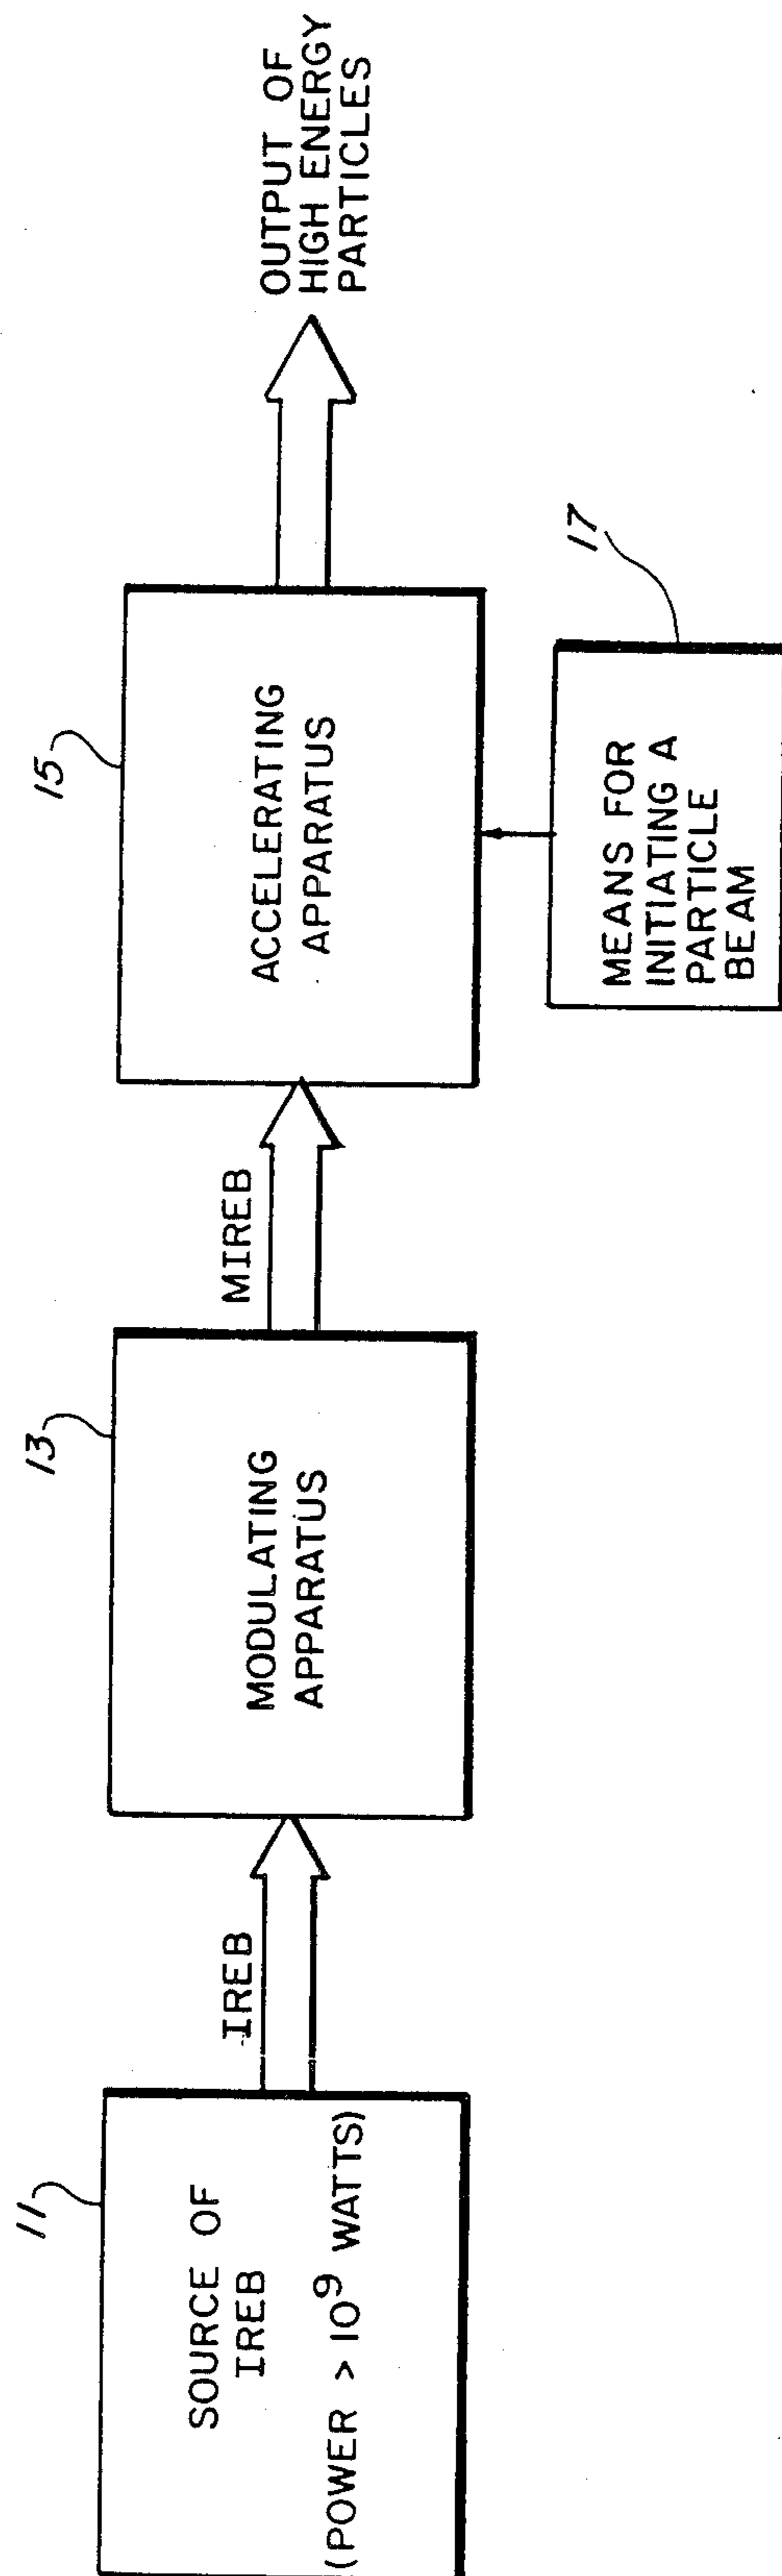 11
SOURCE OF
IREB
(POWER > 10⁹ WATTS)
IREB
13
MODULATING
APPARATUS
MIREB
15
ACCELERATING
APPARATUS
17
MEANS FOR
INITIATING A
PARTICLE
BEAM
OUTPUT OF
HIGH ENERGY
PARTICLES